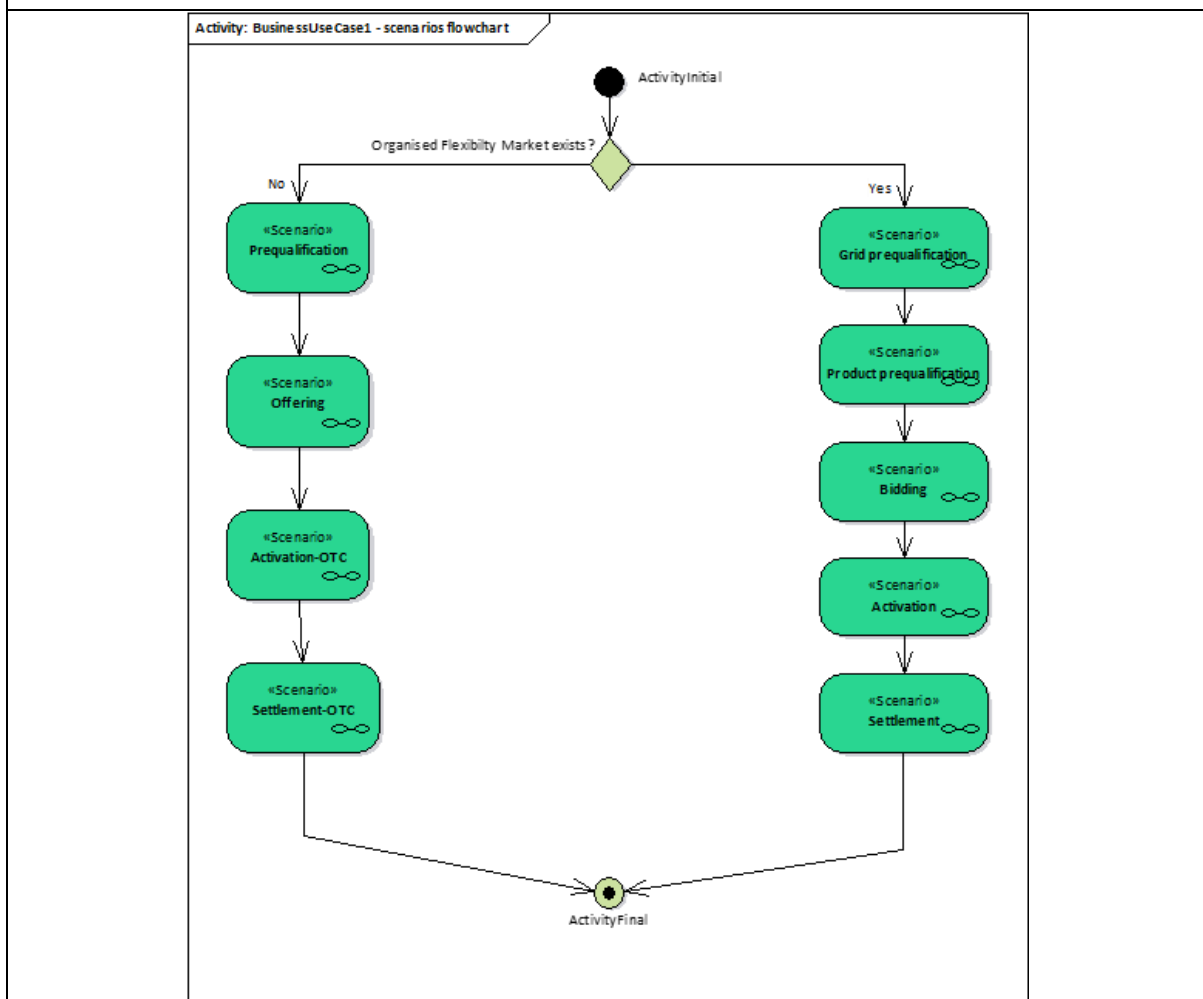 Activity: BusinessUseCase1 - scenarios flowchart
ActivityInitial
Organised Flexibilty Market exists?
No
Yes
«Scenario»
Prequalification
«Scenario»
Offering
«Scenario»
Activation-OTC
«Scenario»
Settlement-OTC
«Scenario»
Grid prequalification
«Scenario»
Product prequalification
«Scenario»
Bidding
«Scenario»
Activation
«Scenario»
Settlement
ActivityFinal